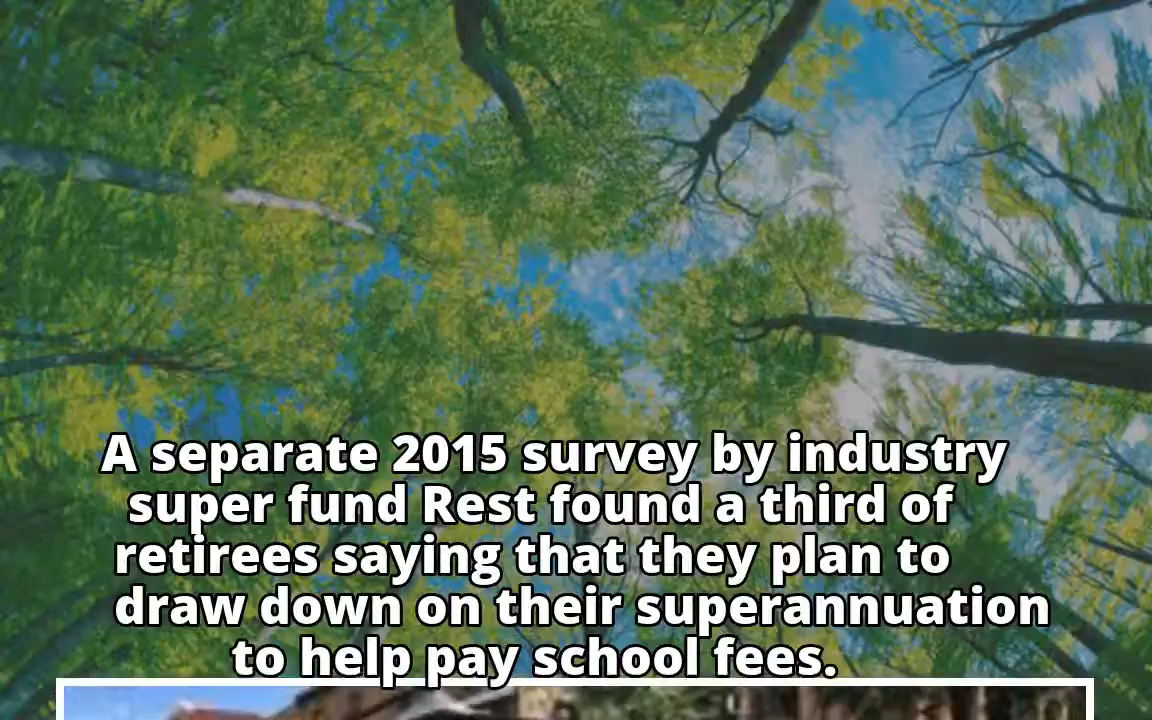 A separate 2015 survey by industry
super fund Rest found a third of
retirees saying that they plan to
draw down on their superannuation
to help pay school fees.